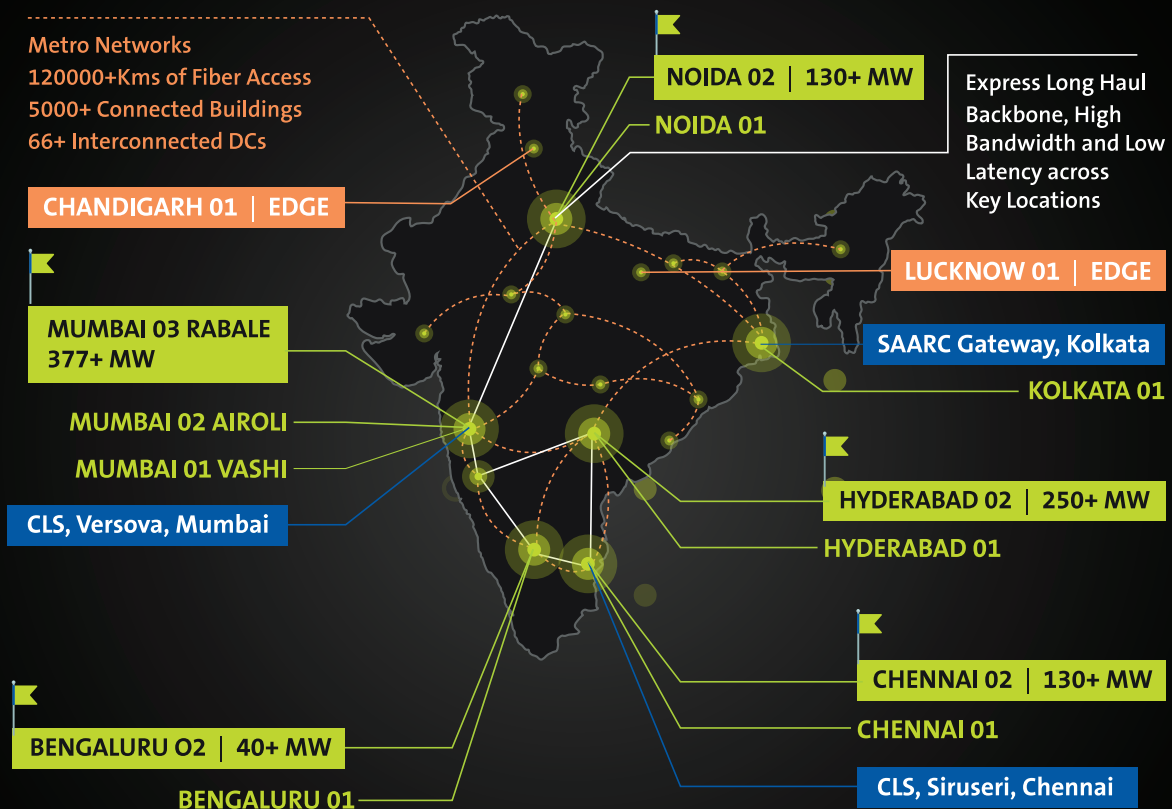 Metro Networks
120000+Kms of Fiber Access
5000+ Connected Buildings
66+ Interconnected DCs
NOIDA 02 | 130+ MW
NOIDA 01
Express Long Haul
Backbone, High
Bandwidth and Low
Latency across
Key Locations
CHANDIGARH 01 | EDGE
LUCKNOW 01 | EDGE
MUMBAI 03 RABALE
377+ MW
SAARC Gateway, Kolkata
KOLKATA 01
MUMBAI 02 AIROLI
MUMBAI 01 VASHI
CLS, Versova, Mumbai
HYDERABAD 02 | 250+ MW
HYDERABAD 01
CHENNAI 02 | 130+ MW
CHENNAI 01
BENGALURU O2 | 40+ MW
BENGALURU 01
CLS, Siruseri, Chennai